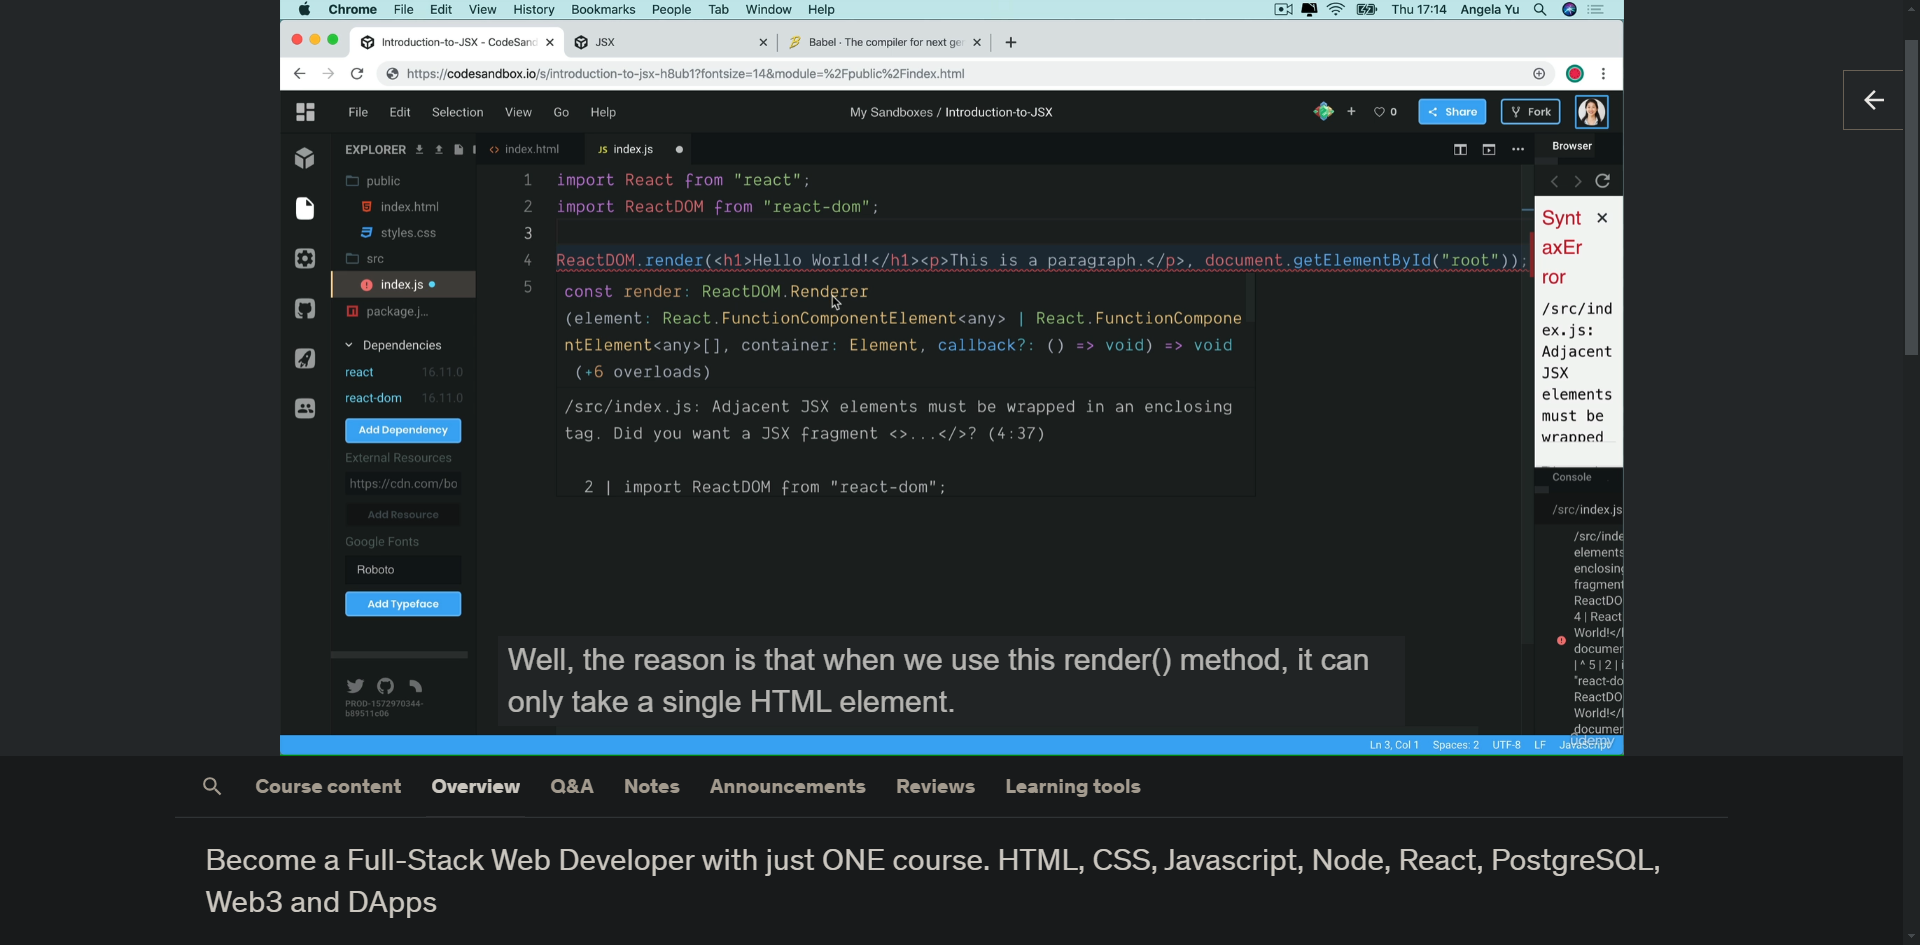 Chrome File Edit View History Bookmarks People Tab Window Help Thu 17:14 Angela Yu
Introduction-to-JSX - CodeSand JSX Babel · The compiler for next ger
https://codesandbox.io/s/introduction-to-jsx-h8ub1?fontsize=14&module=%2Fpublic%2Findex.html
File Edit Selection View Go Help My Sandboxes / Introduction-to-JSX + 0 Share Fork
EXPLORER index.html JS index.js Browser
public
index.html
styles.css
src
index.js
package.j...
Dependencies
react 16.11.0
react-dom 16.11.0
Add Dependency
External Resources
https://cdn.com/bo
Add Resource
Google Fonts
Roboto
Add Typeface
PROD-1572970344-
b89511c06
1 import React from "react";
2 import ReactDOM from "react-dom";
3
4 ReactDOM.render(<h1>Hello World!</h1><p>This is a paragraph.</p>, document.getElementById("root"));
5
const render: ReactDOM.Renderer
(element: React.FunctionComponentElement<any> | React.FunctionCompone
ntElement<any>[], container: Element, callback?: () => void) => void
(+6 overloads)
/src/index.js: Adjacent JSX elements must be wrapped in an enclosing
tag. Did you want a JSX fragment <>...</>? (4:37)
2 | import ReactDOM from "react-dom";
Synt
axEr
ror
/src/ind
ex.js:
Adjacent
JSX
elements
must be
wrapped
Console
/src/index.js
/src/inde
elements
enclosing
fragment
ReactDO
4 | React
World!</
documen
| ^ 5 | 2 | i
"react-do
ReactDO
World!</
documen
Well, the reason is that when we use this render() method, it can
only take a single HTML element.
Ln 3, Col 1 Spaces: 2 UTF-8 LF JavaScript
udemy
Course content Overview Q&A Notes Announcements Reviews Learning tools
Become a Full-Stack Web Developer with just ONE course. HTML, CSS, Javascript, Node, React, PostgreSQL,
Web3 and DApps